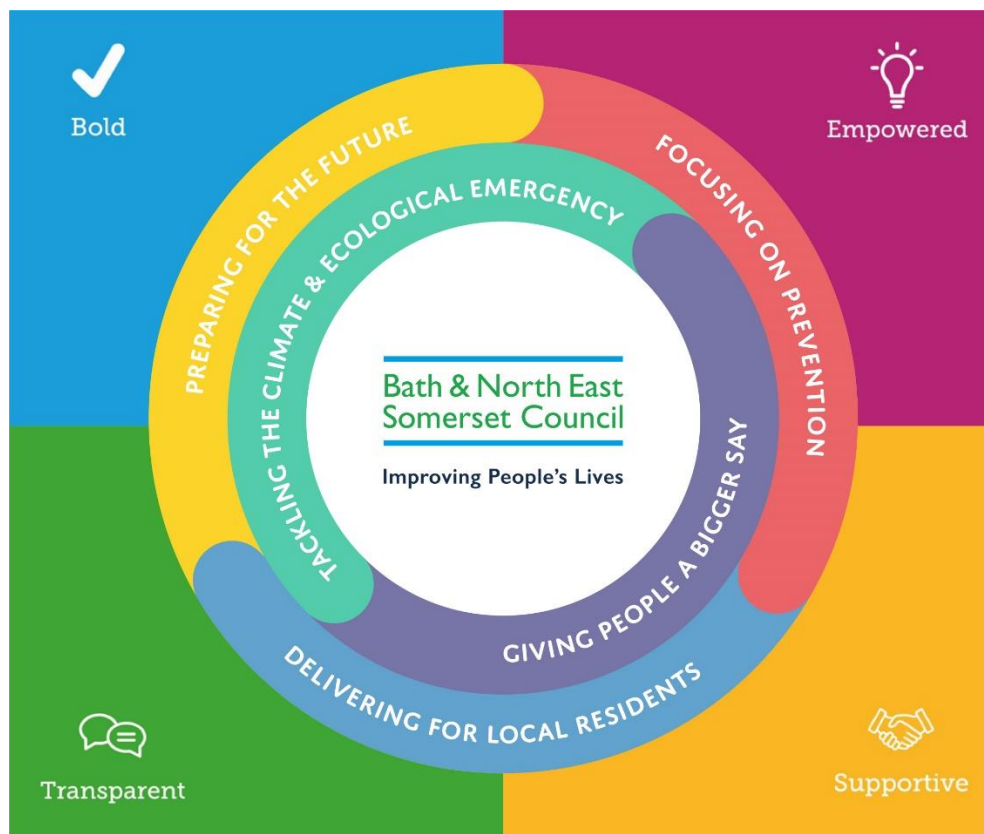 Bold
Empowered
PREPARING FOR THE FUTURE
FOCUSING ON PREVENTION
TACKLING THE CLIMATE & ECOLOGICAL EMERGENCY
Bath & North East
Somerset Council
Improving People's Lives
GIVING PEOPLE A BIGGER SAY
DELIVERING FOR LOCAL RESIDENTS
Transparent
Supportive